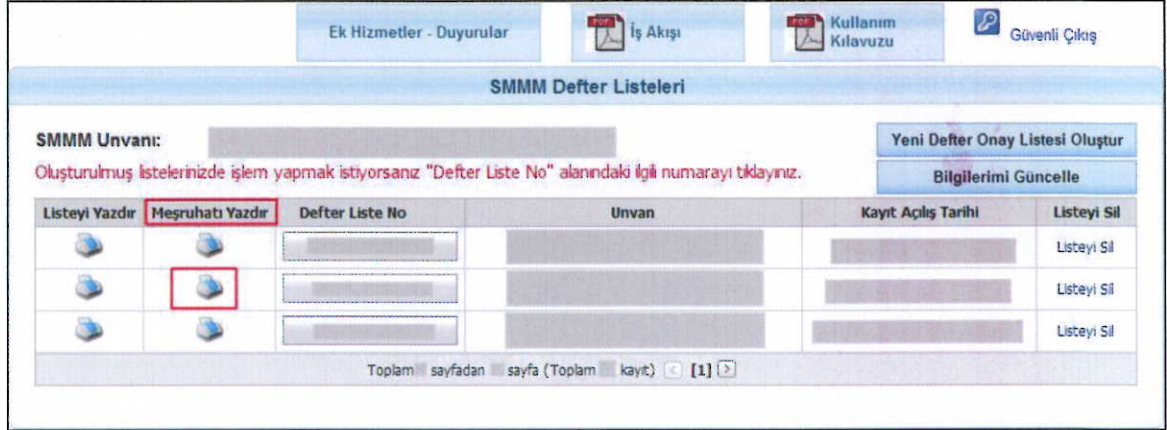 Ek Hizmetler - Duyurular
İş Akışı
Kullanım
Kılavuzu
Güvenli Çıkış
SMMM Defter Listeleri
SMMM Unvanı:
Yeni Defter Onay Listesi Oluştur
Oluşturulmuş listelerinizde işlem yapmak istiyorsanız "Defter Liste No" alanındaki ilgili numarayı tıklayınız.
Bilgilerimi Güncelle
Listeyi Yazdır Meşruhatı Yazdır Defter Liste No Unvan Kayıt Açılış Tarihi Listeyi Sil
Listeyi Sil
Listeyi Sil
Listeyi Sil
Toplam sayfadan sayfa (Toplam kayıt) < [1] >